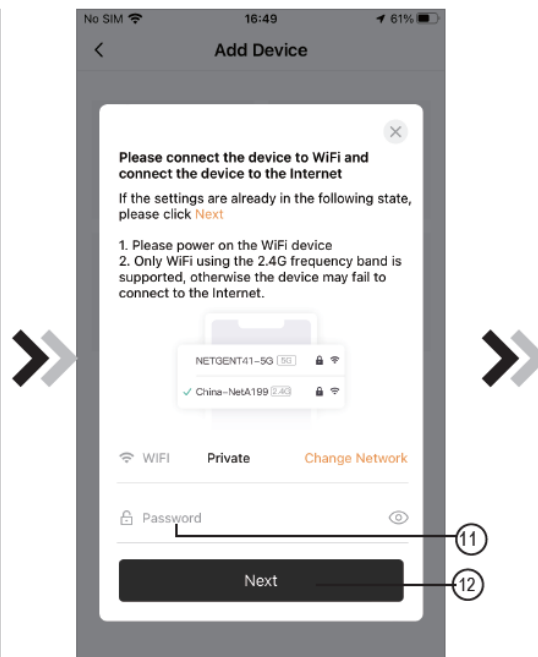 No SIM 16:49 61%
Add Device
Please connect the device to WiFi and
connect the device to the Internet
If the settings are already in the following state,
please click Next
1. Please power on the WiFi device
2. Only WiFi using the 2.4G frequency band is
supported, otherwise the device may fail to
connect to the Internet.
NETGENT41-5G 5G
China-NetA199 2.4G
WIFI Private Change Network
Password
11
Next
12